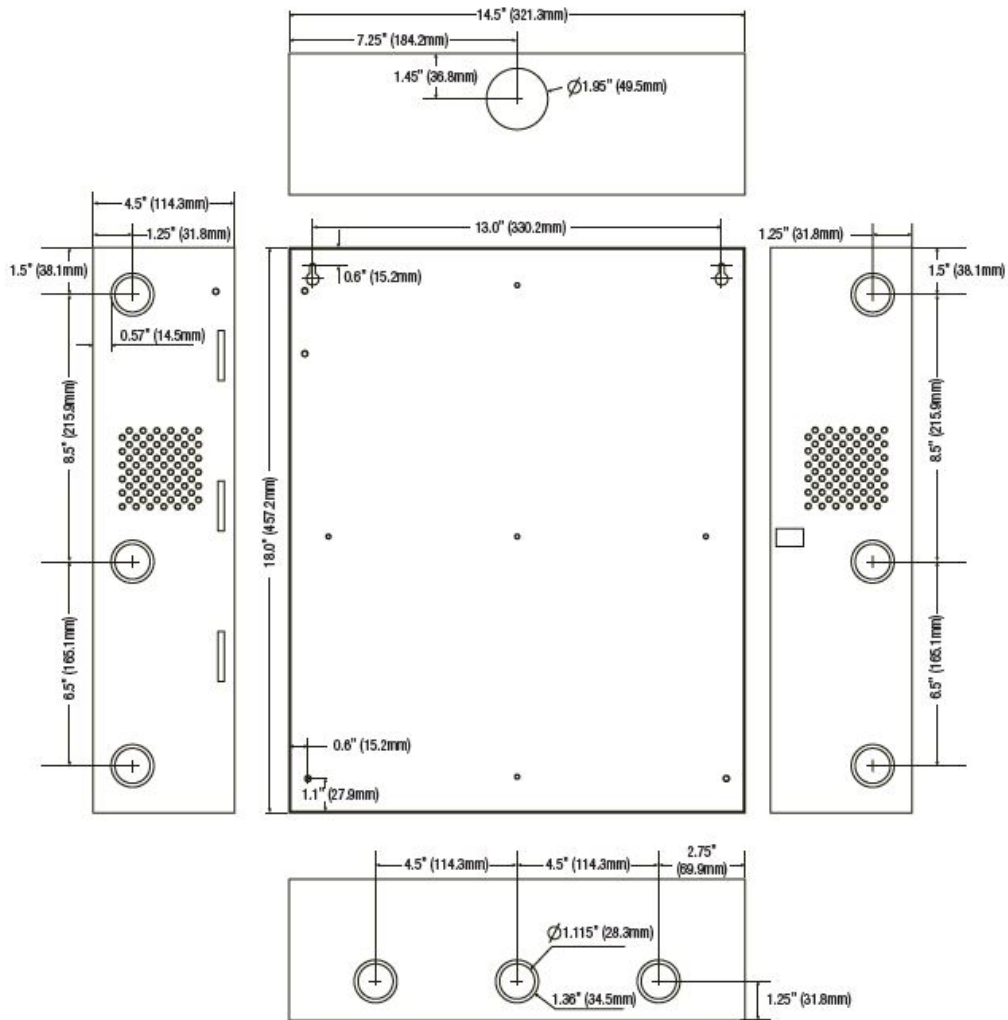 14.5" (321.3mm)
7.25" (184.2mm)
1.45" (36.8mm)
Ø1.95" (49.5mm)
4.5" (114.3mm)
1.25" (31.8mm)
13.0" (330.2mm)
1.25" (31.8mm)
1.5" (38.1mm)
0.6" (15.2mm)
1.5" (38.1mm)
0.57" (14.5mm)
8.5" (215.9mm)
18.0" (457.2mm)
8.5" (215.9mm)
6.5" (165.1mm)
6.5" (165.1mm)
0.6" (15.2mm)
1.1" (27.9mm)
4.5" (114.3mm)
4.5" (114.3mm)
2.75"
(69.9mm)
Ø1.115" (28.3mm)
1.36" (34.5mm)
1.25" (31.8mm)